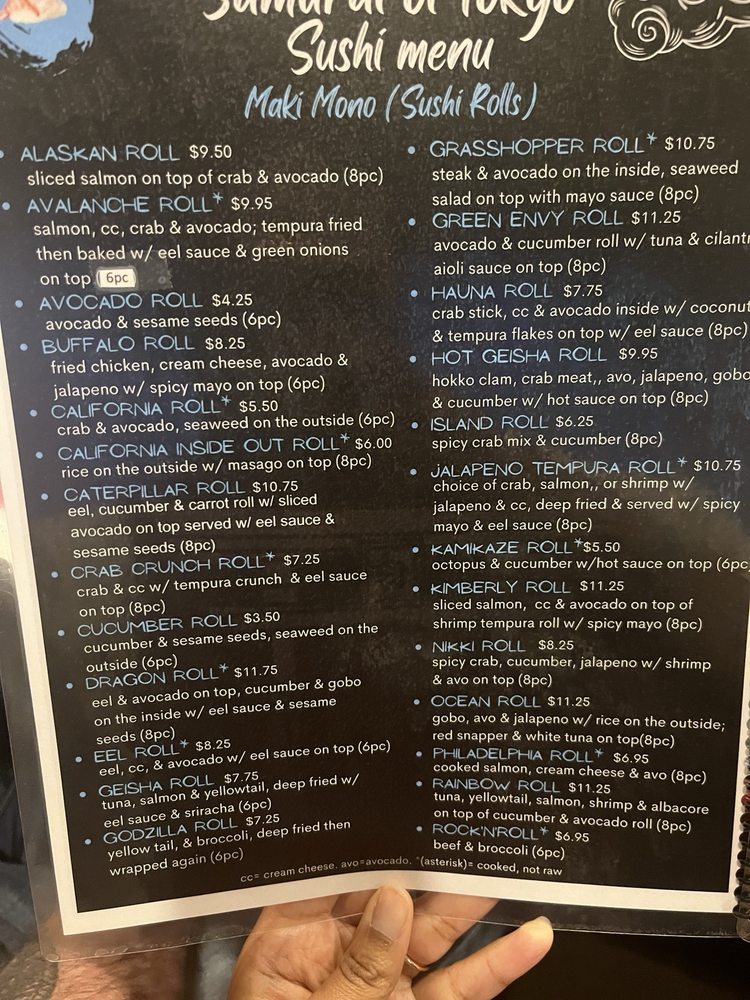 Samurai of Tokyo
Sushi menu
Maki Mono (Sushi Rolls)
• ALASKAN ROLL $9.50
sliced salmon on top of crab & avocado (8pc)
• AVALANCHE ROLL* $9.95
salmon, cc, crab & avocado; tempura fried
then baked w/ eel sauce & green onions
on top (6pc
• AVOCADO ROLL $4.25
avocado & sesame seeds (6pc)
• BUFFALO ROLL $8.25
fried chicken, cream cheese, avocado &
jalapeno w/ spicy mayo on top (6pc)
• CALIFORNIA ROLL* $5.50
crab & avocado, seaweed on the outside (6pc)
• CALIFORNIA INSIDE OUT ROLL* $6.00
rice on the outside w/ masago on top (8pc)
• CATERPILLAR ROLL $10.75
eel, cucumber & carrot roll w/ sliced
avocado on top served w/ eel sauce &
sesame seeds (8pc)
• CRAB CRUNCH ROLL* $7.25
crab & cc w/ tempura crunch & eel sauce
on top (8pc)
• CUCUMBER ROLL $3.50
cucumber & sesame seeds, seaweed on the
outside (6pc)
• DRAGON ROLL* $11.75
eel & avocado on top, cucumber & gobo
on the inside w/ eel sauce & sesame
seeds (8pc)
• EEL ROLL* $8.25
eel, cc, & avocado w/ eel sauce on top (6pc)
• GEISHA ROLL $7.75
tuna, salmon & yellowtail, deep fried w/
eel sauce & sriracha (6pc)
• GODZILLA ROLL $7.25
yellow tail, & broccoli, deep fried then
wrapped again (6pc)
• GRASSHOPPER ROLL* $10.75
steak & avocado on the inside, seaweed
salad on top with mayo sauce (8pc)
• GREEN ENVY ROLL $11.25
avocado & cucumber roll w/ tuna & cilantr
aioli sauce on top (8pc)
• HAUNA ROLL $7.75
crab stick, cc & avocado inside w/ coconut
& tempura flakes on top w/ eel sauce (8pc)
• HOT GEISHA ROLL $9.95
hokko clam, crab meat,, avo, jalapeno, gobo
& cucumber w/ hot sauce on top (8pc)
• ISLAND ROLL $6.25
spicy crab mix & cucumber (8pc)
• JALAPENO TEMPURA ROLL* $10.75
choice of crab, salmon,, or shrimp w/
jalapeno & cc, deep fried & served w/ spicy
mayo & eel sauce (8pc)
• KAMIKAZE ROLL*$5.50
octopus & cucumber w/hot sauce on top (6pc
• KIMBERLY ROLL $11.25
sliced salmon, cc & avocado on top of
shrimp tempura roll w/ spicy mayo (8pc)
• NIKKI ROLL $8.25
spicy crab, cucumber, jalapeno w/ shrimp
& avo on top (8pc)
• OCEAN ROLL $11.25
gobo, avo & jalapeno w/ rice on the outside;
red snapper & white tuna on top(8pc)
• PHILADELPHIA ROLL* $6.95
cooked salmon, cream cheese & avo (8pc)
• RAINBOW ROLL $11.25
tuna, yellowtail, salmon, shrimp & albacore
on top of cucumber & avocado roll (8pc)
• ROCK'N'ROLL* $6.95
beef & broccoli (6pc)
cc= cream cheese. avo=avocado. *(asterisk)= cooked, not raw